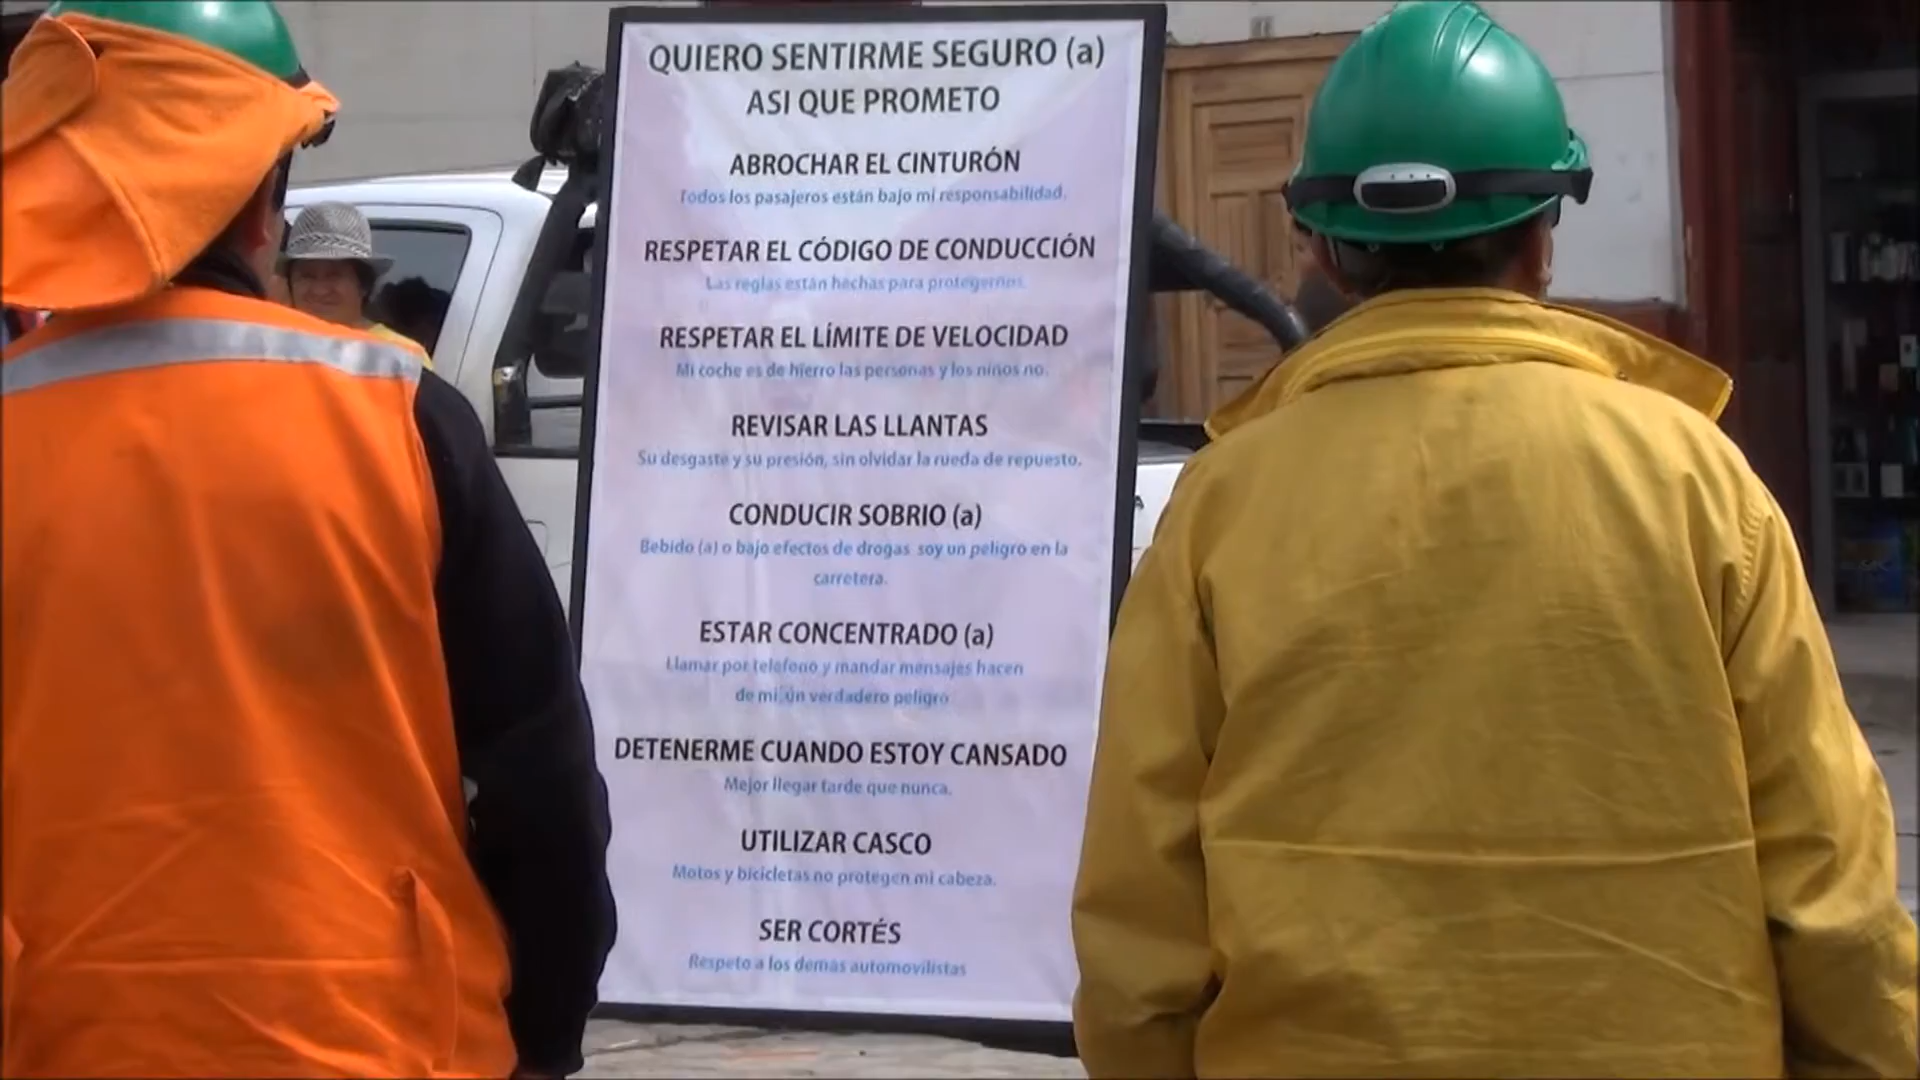 QUIERO SENTIRME SEGURO (a)
ASI QUE PROMETO
ABROCHAR EL CINTURÓN
Todos los pasajeros están bajo mi responsabilidad.
RESPETAR EL CÓDIGO DE CONDUCCIÓN
Las reglas están hechas para protegernos.
RESPETAR EL LÍMITE DE VELOCIDAD
Mi coche es de hierro las personas y los niños no.
REVISAR LAS LLANTAS
Su desgaste y su presión, sin olvidar la rueda de repuesto.
CONDUCIR SOBRIO (a)
Bebido (a) o bajo efectos de drogas soy un peligro en la
carretera.
ESTAR CONCENTRADO (a)
Llamar por telefono y mandar mensajes hacen
de mi un verdadero peligro
DETENERME CUANDO ESTOY CANSADO
Mejor llegar tarde que nunca.
UTILIZAR CASCO
Motos y bicicletas no protegen mi cabeza.
SER CORTÉS
Respeto a los demás automovilistas